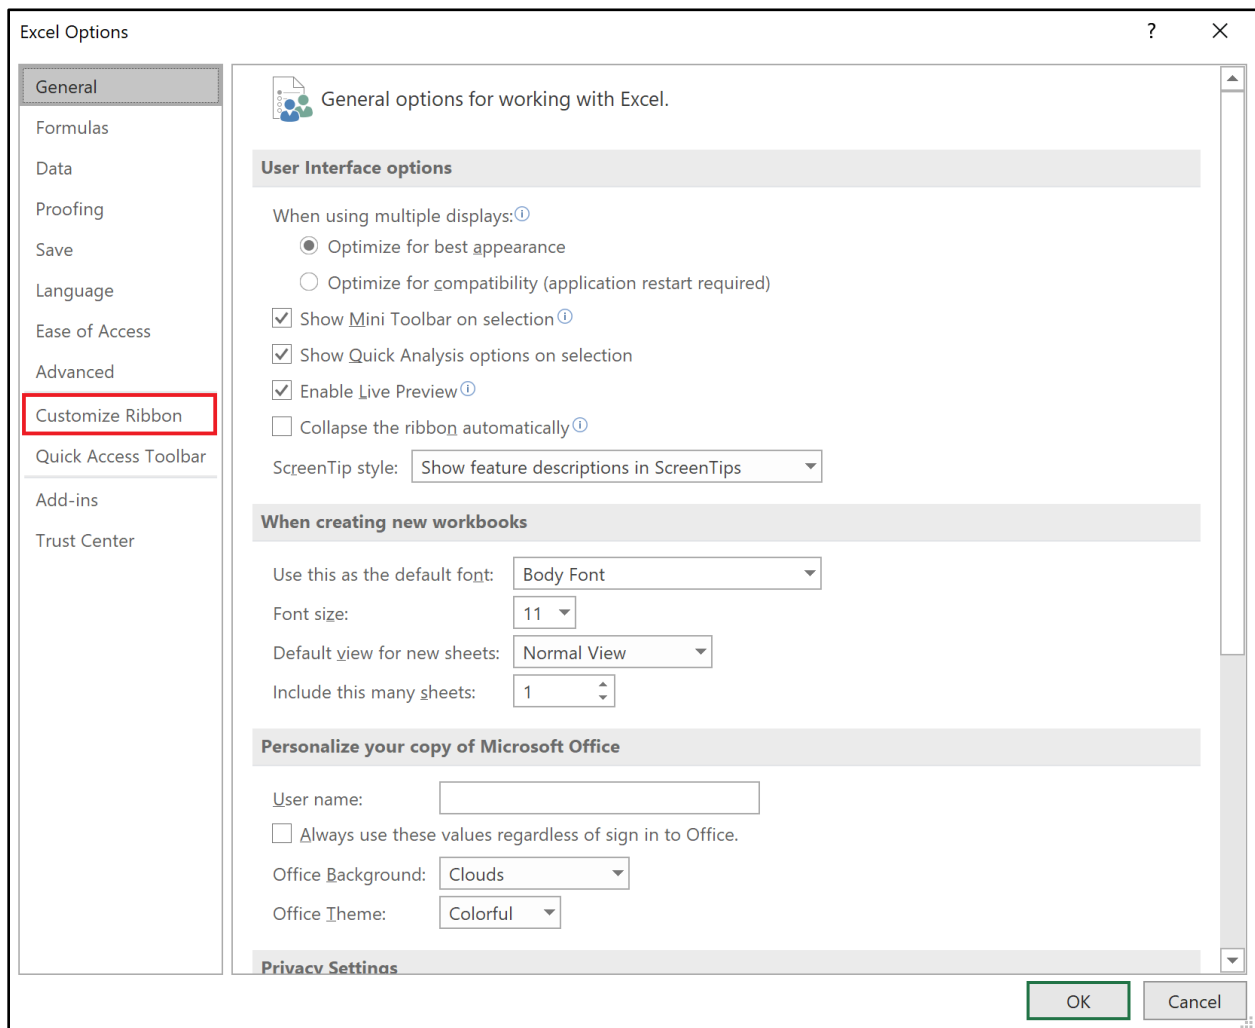 Excel Options
?
General
Formulas
Data
Proofing
Save
Language
Ease of Access
Advanced
Customize Ribbon
Quick Access Toolbar
Add-ins
Trust Center
General options for working with Excel.
User Interface options
When using multiple displays:
Optimize for best appearance
Optimize for compatibility (application restart required)
Show Mini Toolbar on selection
Show Quick Analysis options on selection
Enable Live Preview
Collapse the ribbon automatically
ScreenTip style: Show feature descriptions in ScreenTips
When creating new workbooks
Use this as the default font: Body Font
Font size: 11
Default view for new sheets: Normal View
Include this many sheets: 1
Personalize your copy of Microsoft Office
User name:
Always use these values regardless of sign in to Office.
Office Background: Clouds
Office Theme: Colorful
Privacy Settings
OK Cancel